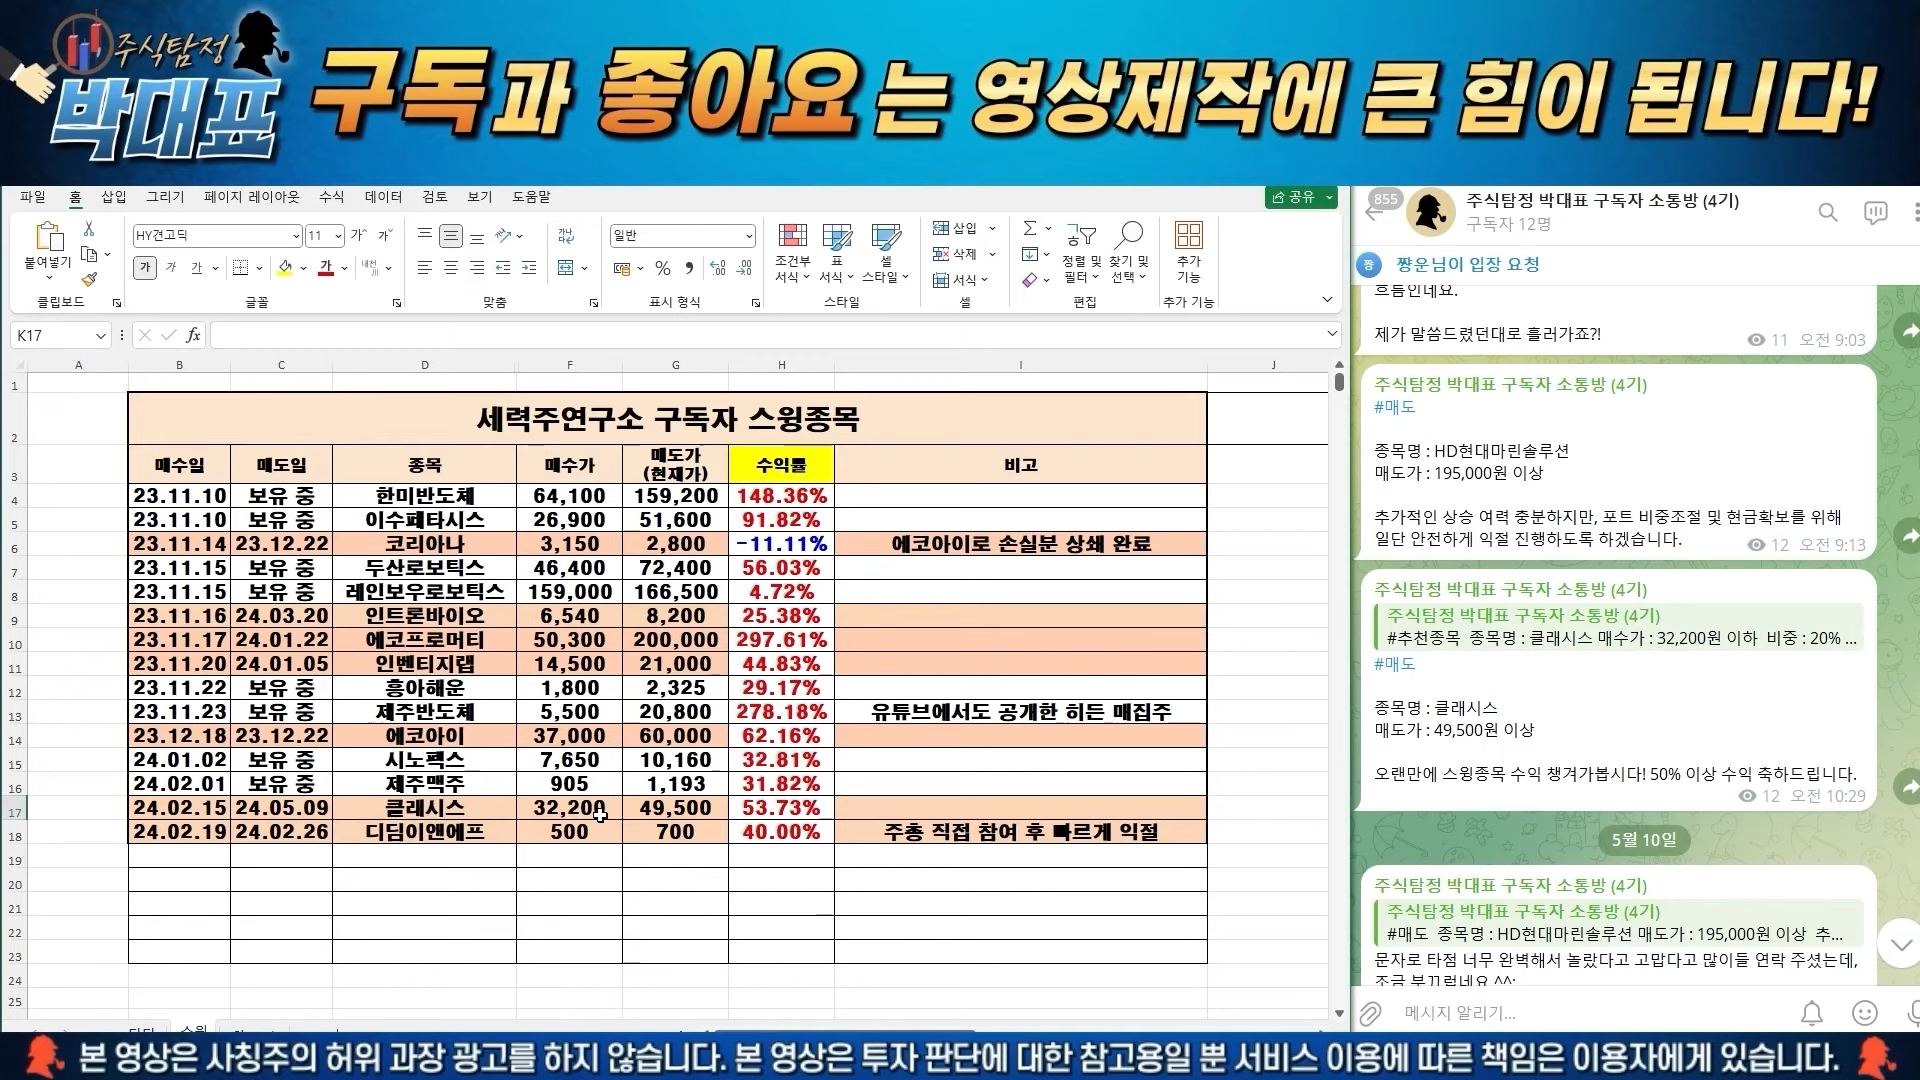 주식탐정
박대표
구독과 좋아요는 영상제작에 큰 힘이 됩니다!
파일 홈 삽입 그리기 페이지 레이아웃 수식 데이터 검토 보기 도움말 공유
붙여넣기 HY견고딕 11 가 가 일반 조건부 서식 표 서식 셀 스타일 삽입 삭제 서식 정렬 및 필터 찾기 및 선택 추가 기능
클립보드 글꼴 맞춤 표시 형식 스타일 셀 편집 추가 기능
K17 fx
A B C D F G H I J
1
2 세력주연구소 구독자 스윙종목
3 매수일 매도일 종목 매수가 매도가 (현재가) 수익률 비고
4 23.11.10 보유 중 한미반도체 64,100 159,200 148.36%
5 23.11.10 보유 중 이수페타시스 26,900 51,600 91.82%
6 23.11.14 23.12.22 코리아나 3,150 2,800 -11.11% 에코아이로 손실분 상쇄 완료
7 23.11.15 보유 중 두산로보틱스 46,400 72,400 56.03%
8 23.11.15 보유 중 레인보우로보틱스 159,000 166,500 4.72%
9 23.11.16 24.03.20 인트론바이오 6,540 8,200 25.38%
10 23.11.17 24.01.22 에코프로머티 50,300 200,000 297.61%
11 23.11.20 24.01.05 인벤티지랩 14,500 21,000 44.83%
12 23.11.22 보유 중 흥아해운 1,800 2,325 29.17%
13 23.11.23 보유 중 제주반도체 5,500 20,800 278.18% 유튜브에서도 공개한 히든 매집주
14 23.12.18 23.12.22 에코아이 37,000 60,000 62.16%
15 24.01.02 보유 중 시노펙스 7,650 10,160 32.81%
16 24.02.01 보유 중 제주맥주 905 1,193 31.82%
17 24.02.15 24.05.09 클래시스 32,200 49,500 53.73%
18 24.02.19 24.02.26 디딤이앤에프 500 700 40.00% 주총 직접 참여 후 빠르게 익절
19
20
21
22
23
24
25
855
주식탐정 박대표 구독자 소통방 (4기)
구독자 12명
짱 짱운님이 입장 요청
흐름인데요.
제가 말씀드렸던대로 흘러가죠?!
11 오전 9:03
주식탐정 박대표 구독자 소통방 (4기)
#매도
종목명 : HD현대마린솔루션
매도가 : 195,000원 이상
추가적인 상승 여력 충분하지만, 포트 비중조절 및 현금확보를 위해
일단 안전하게 익절 진행하도록 하겠습니다.
12 오전 9:13
주식탐정 박대표 구독자 소통방 (4기)
주식탐정 박대표 구독자 소통방 (4기)
#추천종목 종목명 : 클래시스 매수가 : 32,200원 이하 비중 : 20% ...
#매도
종목명 : 클래시스
매도가 : 49,500원 이상
오랜만에 스윙종목 수익 챙겨가봅시다! 50% 이상 수익 축하드립니다.
12 오전 10:29
5월 10일
주식탐정 박대표 구독자 소통방 (4기)
주식탐정 박대표 구독자 소통방 (4기)
#매도 종목명 : HD현대마린솔루션 매도가 : 195,000원 이상 추...
문자로 타점 너무 완벽해서 놀랐다고 고맙다고 많이들 연락 주셨는데,
조금 부끄럽네요 ^^;
메시지 알리기...
본 영상은 사칭주의 허위 과장 광고를 하지 않습니다. 본 영상은 투자 판단에 대한 참고용일 뿐 서비스 이용에 따른 책임은 이용자에게 있습니다.